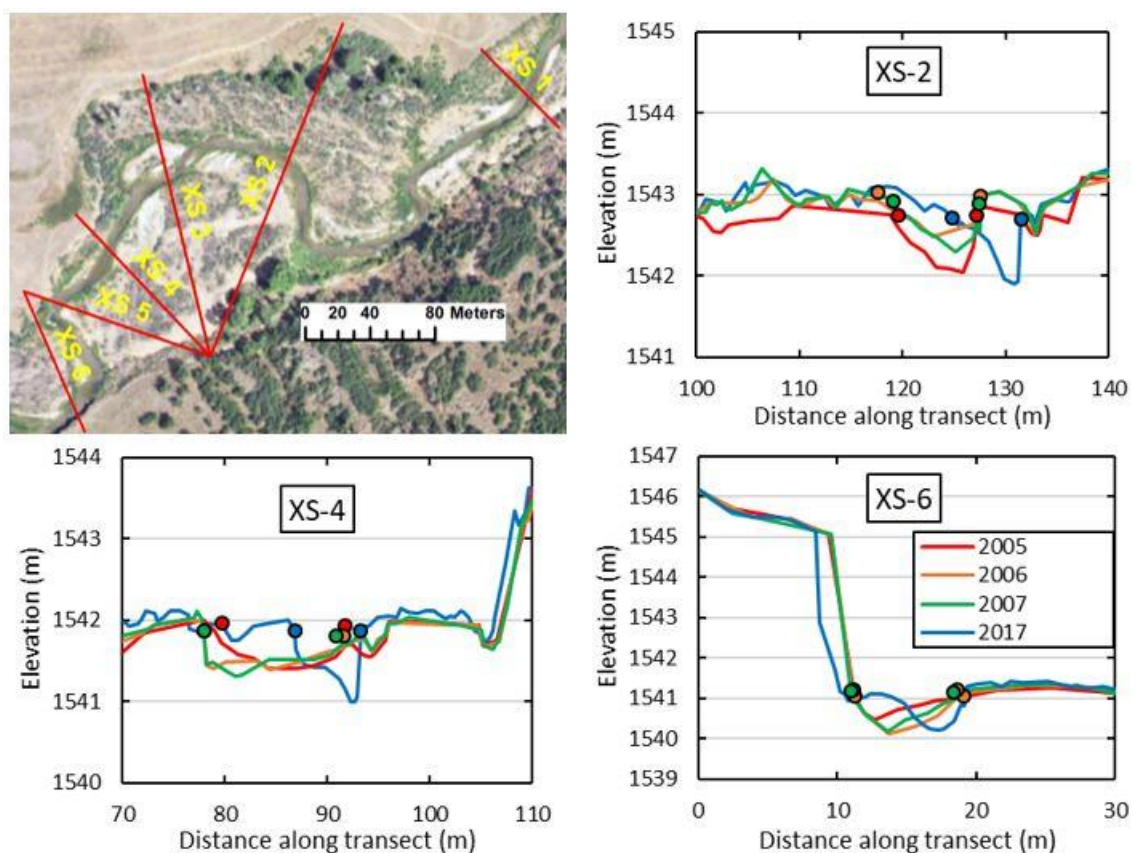 XS 1
XS 2
XS 3
XS 4
XS 5
XS 6
0 20 40 80 Meters
XS-2
Elevation (m)
1545
1544
1543
1542
1541
100 110 120 130 140
Distance along transect (m)
XS-4
Elevation (m)
1544
1543
1542
1541
1540
70 80 90 100 110
Distance along transect (m)
XS-6
Elevation (m)
1547
1546
1545
1544
1543
1542
1541
1540
1539
2005
2006
2007
2017
0 10 20 30
Distance along transect (m)